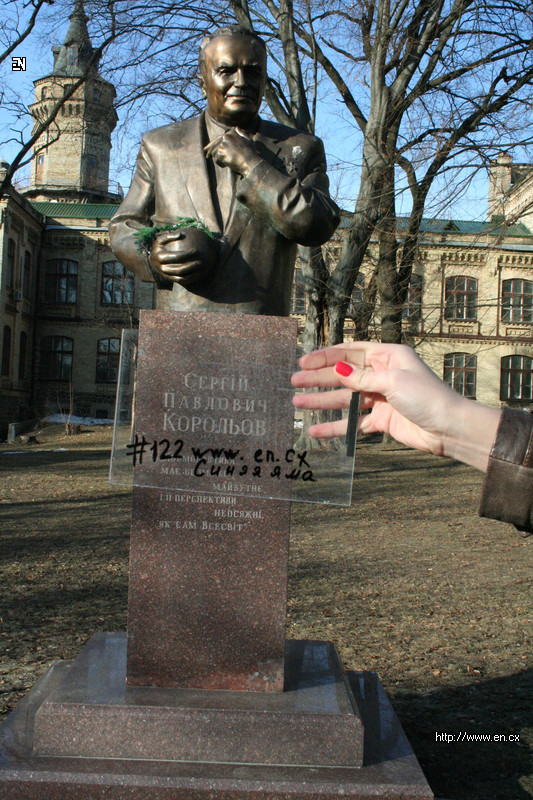 EN
Сергій
Павлович
Корольов
#122 www.en.cx
Синяя яма
має
майбутнє
і її перспективи
неосяжні,
як сам Всесвіт"
http://www.en.cx